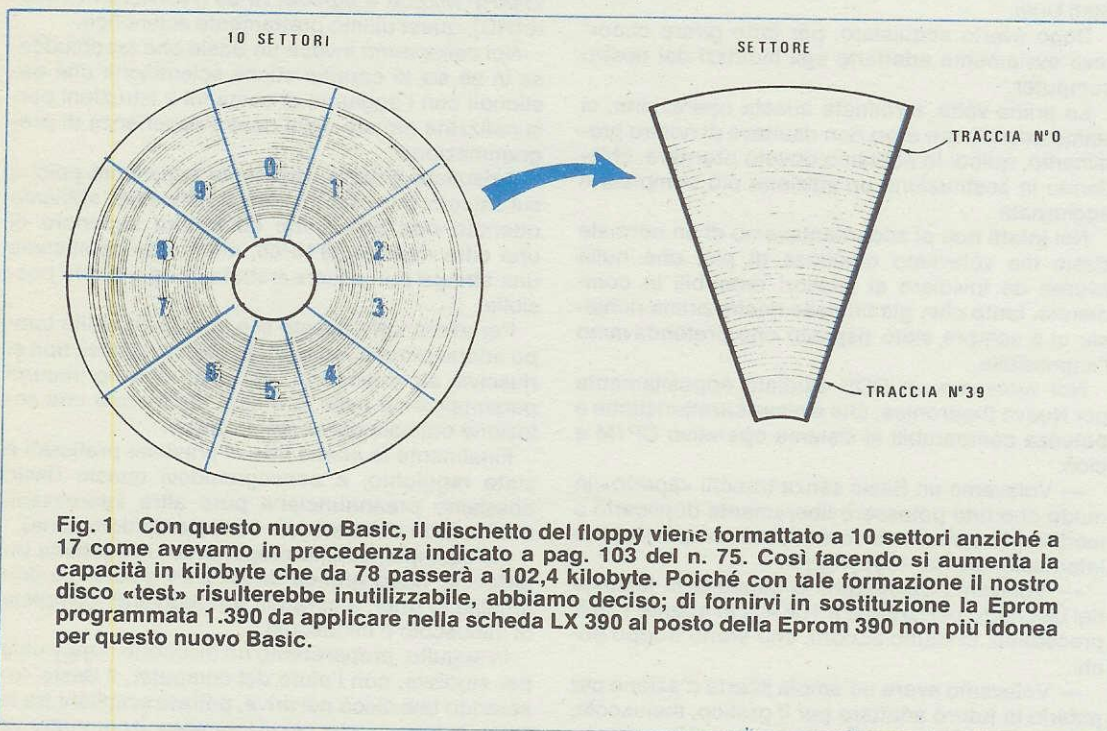 10 SETTORI
SETTORE
TRACCIA N°0
0
1
2
3
4
5
6
7
8
9
TRACCIA N°39
Fig. 1 Con questo nuovo Basic, il dischetto del floppy viene formattato a 10 settori anziché a
17 come avevamo in precedenza indicato a pag. 103 del n. 75. Così facendo si aumenta la
capacità in kilobyte che da 78 passerà a 102,4 kilobyte. Poiché con tale formazione il nostro
disco «test» risulterebbe inutilizzabile, abbiamo deciso; di fornirvi in sostituzione la Eprom
programmata 1.390 da applicare nella scheda LX 390 al posto della Eprom 390 non più idonea
per questo nuovo Basic.